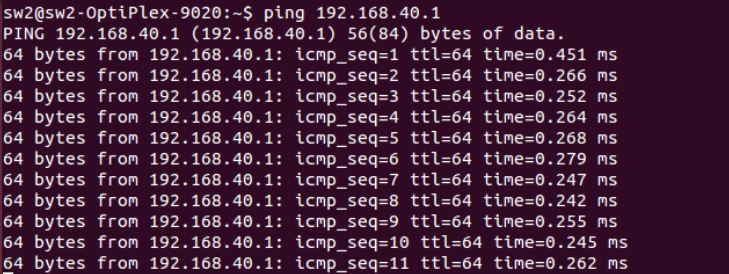 sw2@sw2-OptiPlex-9020:~$ ping 192.168.40.1
PING 192.168.40.1 (192.168.40.1) 56(84) bytes of data.
64 bytes from 192.168.40.1: icmp_seq=1 ttl=64 time=0.451 ms
64 bytes from 192.168.40.1: icmp_seq=2 ttl=64 time=0.266 ms
64 bytes from 192.168.40.1: icmp_seq=3 ttl=64 time=0.252 ms
64 bytes from 192.168.40.1: icmp_seq=4 ttl=64 time=0.264 ms
64 bytes from 192.168.40.1: icmp_seq=5 ttl=64 time=0.268 ms
64 bytes from 192.168.40.1: icmp_seq=6 ttl=64 time=0.279 ms
64 bytes from 192.168.40.1: icmp_seq=7 ttl=64 time=0.247 ms
64 bytes from 192.168.40.1: icmp_seq=8 ttl=64 time=0.242 ms
64 bytes from 192.168.40.1: icmp_seq=9 ttl=64 time=0.255 ms
64 bytes from 192.168.40.1: icmp_seq=10 ttl=64 time=0.245 ms
64 bytes from 192.168.40.1: icmp_seq=11 ttl=64 time=0.262 ms